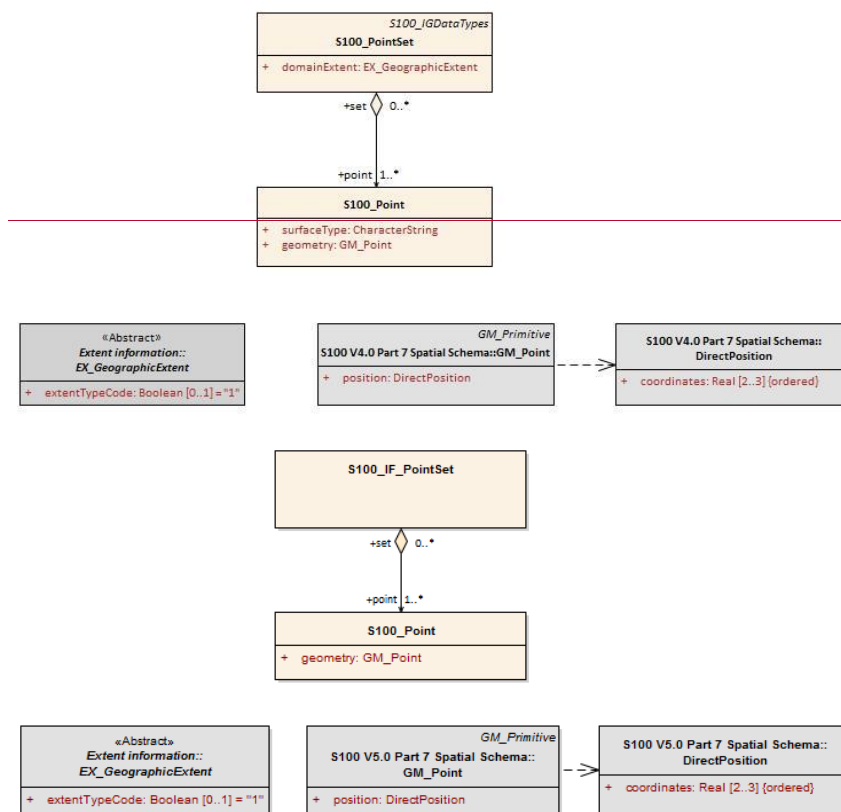 S100_IGDataTypes
S100_PointSet
+ domainExtent: EX_GeographicExtent
+set 0..*
+point 1..*
S100_Point
+ surfaceType: CharacterString
+ geometry: GM_Point
«Abstract»
Extent information::
EX_GeographicExtent
+ extentTypeCode: Boolean [0..1] = "1"
GM_Primitive
S100 V4.0 Part 7 Spatial Schema::GM_Point
+ position: DirectPosition
S100 V4.0 Part 7 Spatial Schema::
DirectPosition
+ coordinates: Real [2..3] {ordered}
S100_IF_PointSet
+set 0..*
+point 1..*
S100_Point
+ geometry: GM_Point
«Abstract»
Extent information::
EX_GeographicExtent
+ extentTypeCode: Boolean [0..1] = "1"
GM_Primitive
S100 V5.0 Part 7 Spatial Schema::
GM_Point
+ position: DirectPosition
S100 V5.0 Part 7 Spatial Schema::
DirectPosition
+ coordinates: Real [2..3] {ordered}